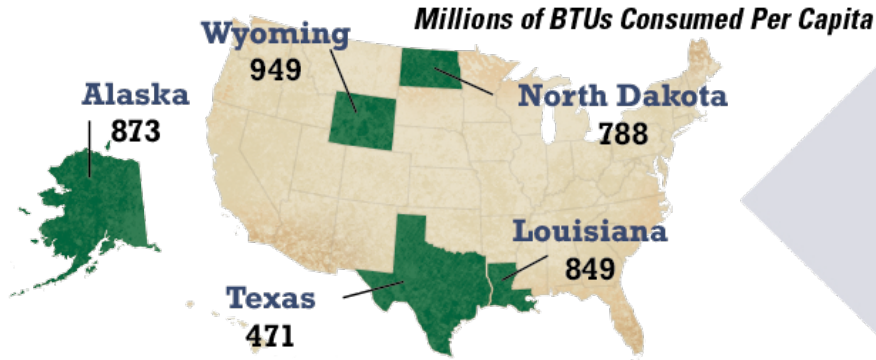 Millions of BTUs Consumed Per Capita
Wyoming
949
Alaska
873
North Dakota
788
Louisiana
849
Texas
471